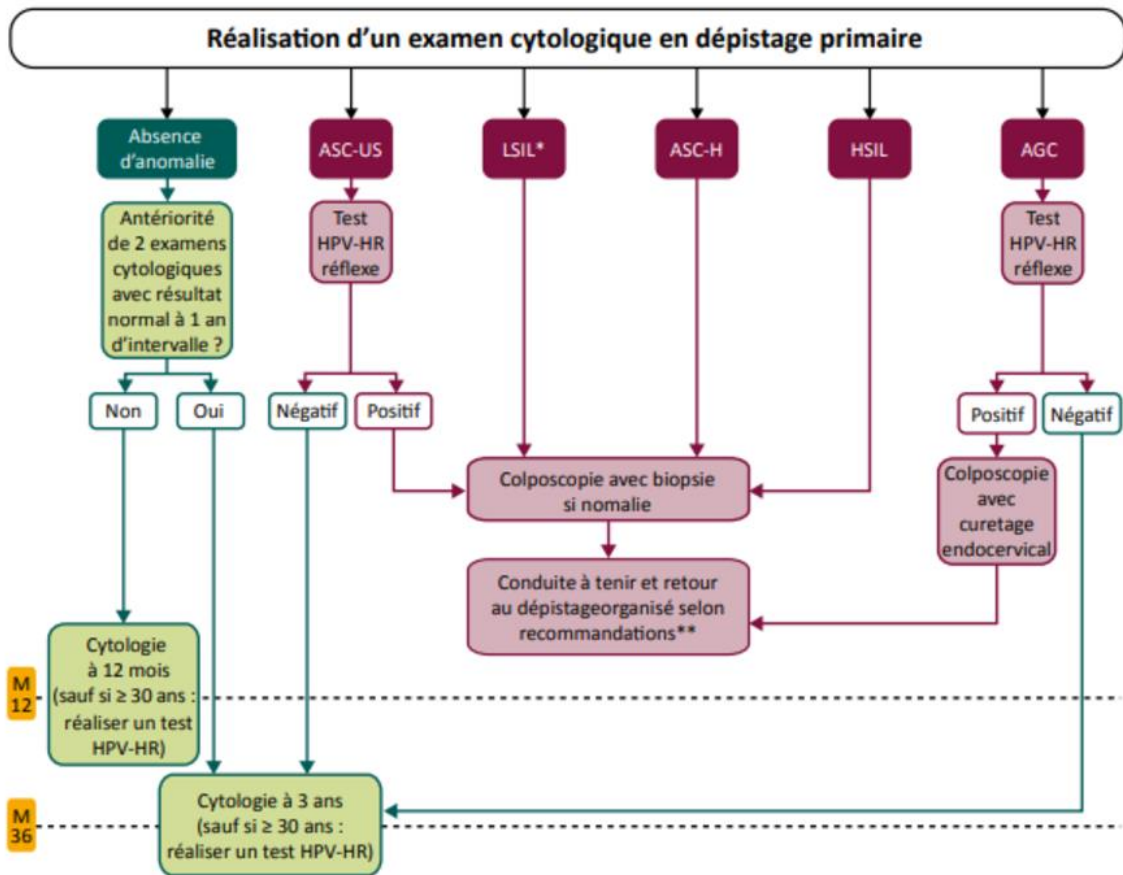 Réalisation d’un examen cytologique en dépistage primaire
Absence
d’anomalie
ASC-US
LSIL*
ASC-H
HSIL
AGC
Antériorité
de 2 examens
cytologiques
avec résultat
normal à 1 an
d’intervalle ?
Test
HPV-HR
réflexe
Test
HPV-HR
réflexe
Non
Oui
Négatif
Positif
Positif
Négatif
Colposcopie avec biopsie
si nomalie
Colposcopie
avec
curetage
endocervical
Conduite à tenir et retour
au dépistageorganisé selon
recommandations**
Cytologie
à 12 mois
(sauf si ≥ 30 ans :
réaliser un test
HPV-HR)
M
12
Cytologie à 3 ans
(sauf si ≥ 30 ans :
réaliser un test HPV-HR)
M
36